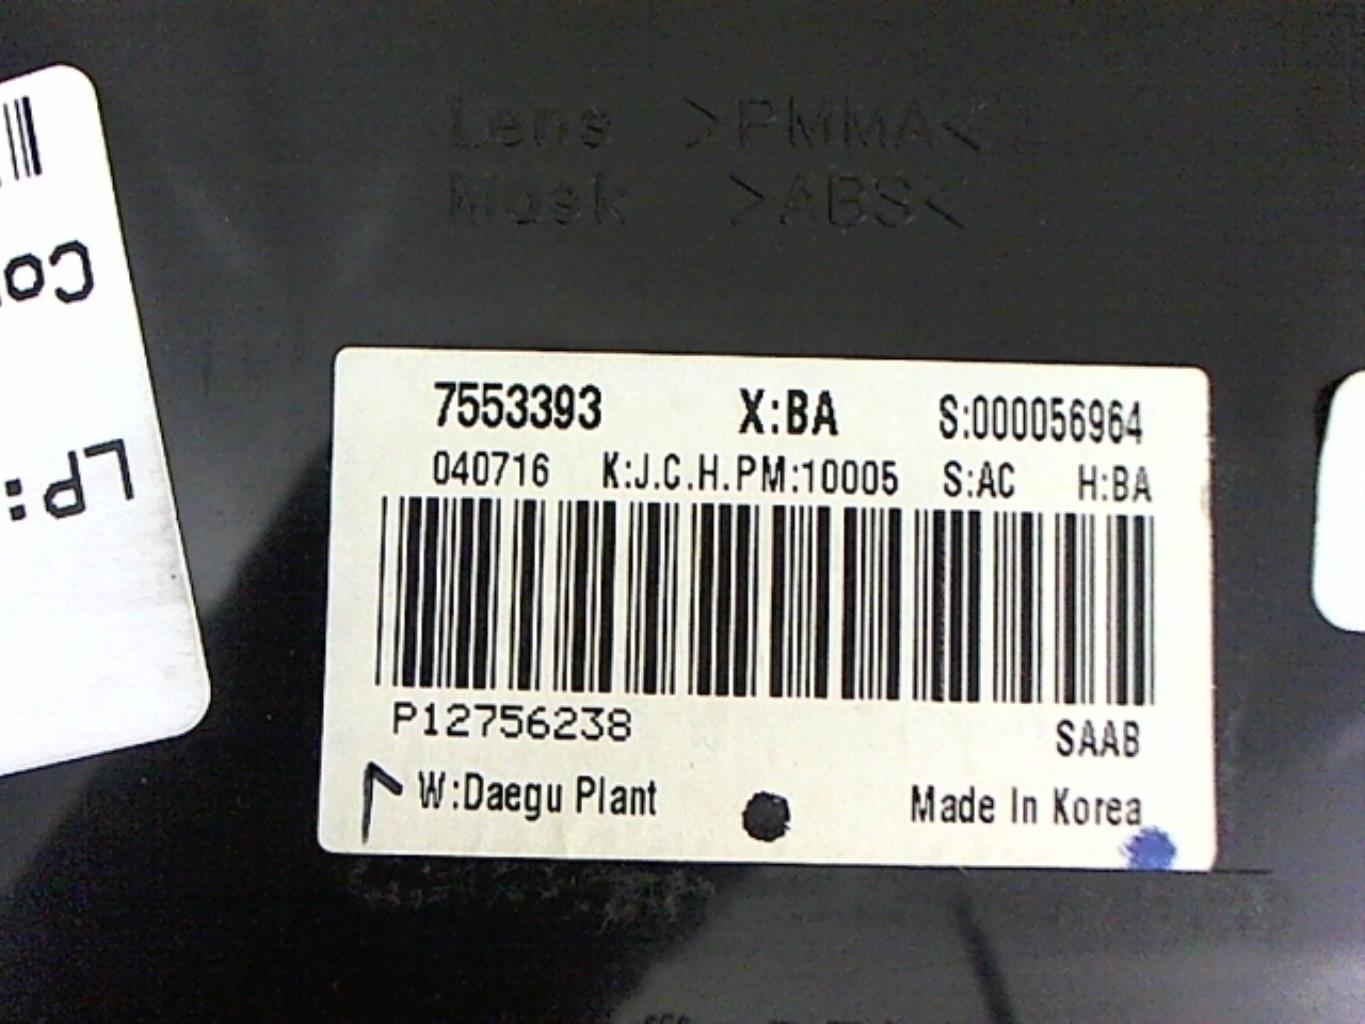 Lens >PMMA<
Mask >ABS<
7553393 X:BA S:000056964
040716 K:J.C.H.PM:10005 S:AC H:BA
P12756238 SAAB
W:Daegu Plant Made In Korea
LP: